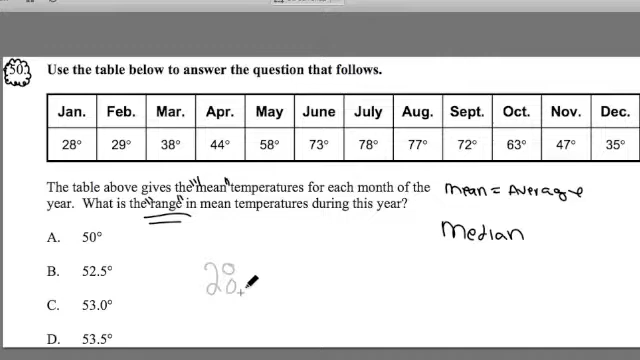 50. Use the table below to answer the question that follows.
Jan. Feb. Mar. Apr. May June July Aug. Sept. Oct. Nov. Dec.
28° 29° 38° 44° 58° 73° 78° 77° 72° 63° 47° 35°
The table above gives the "mean" temperatures for each month of the
year. What is the "range" in mean temperatures during this year?
mean = Average
Median
A. 50°
B. 52.5°
C. 53.0°
D. 53.5°